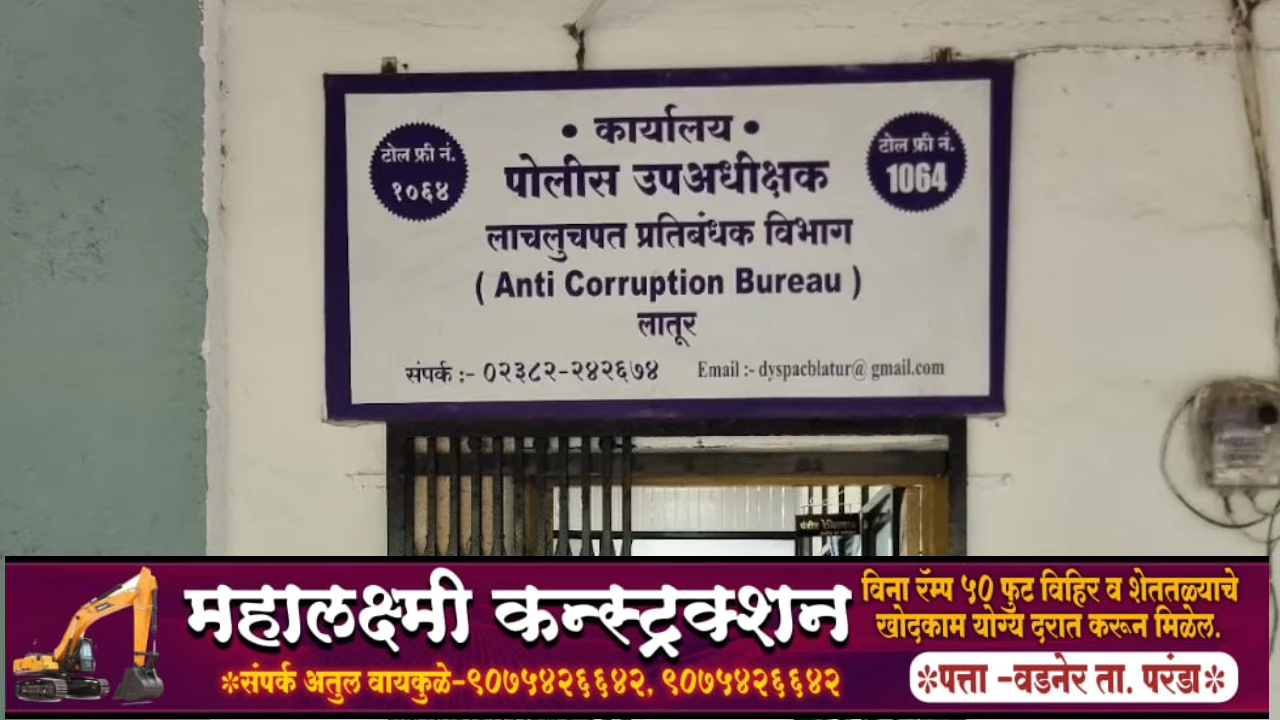 • कार्यालय •
टोल फ्री नं.
१०६४
टोल फ्री नं.
1064
पोलीस उपअधीक्षक
लाचलुचपत प्रतिबंधक विभाग
( Anti Corruption Bureau )
लातूर
संपर्क :- 0२३८२-२४२६७४ Email :- dyspacblatur@ gmail.com
महालक्ष्मी कन्स्ट्रक्शन
*संपर्क अतुल वायकुळे-९०७५४२६६४२, ९०७५४२६६४२
विना रॅम्प ५० फुट विहिर व शेततळ्याचे
खोदकाम योग्य दरात करून मिळेल.
*पत्ता -वडनेर ता. परंडा*